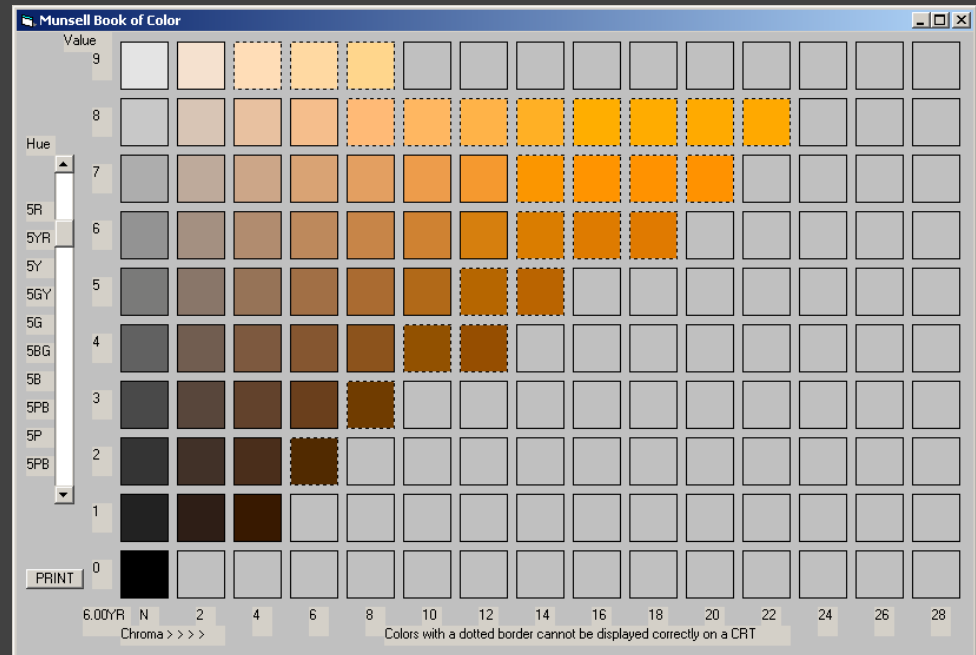 Munsell Book of Color
Value
9
8
Hue
7
5R
6
5YR
5Y
5
5GY
5G
4
5BG
5B
3
5PB
5P
2
5PB
1
0
PRINT
6.00YR N 2 4 6 8 10 12 14 16 18 20 22 24 26 28
Chroma > > > > Colors with a dotted border cannot be displayed correctly on a CRT